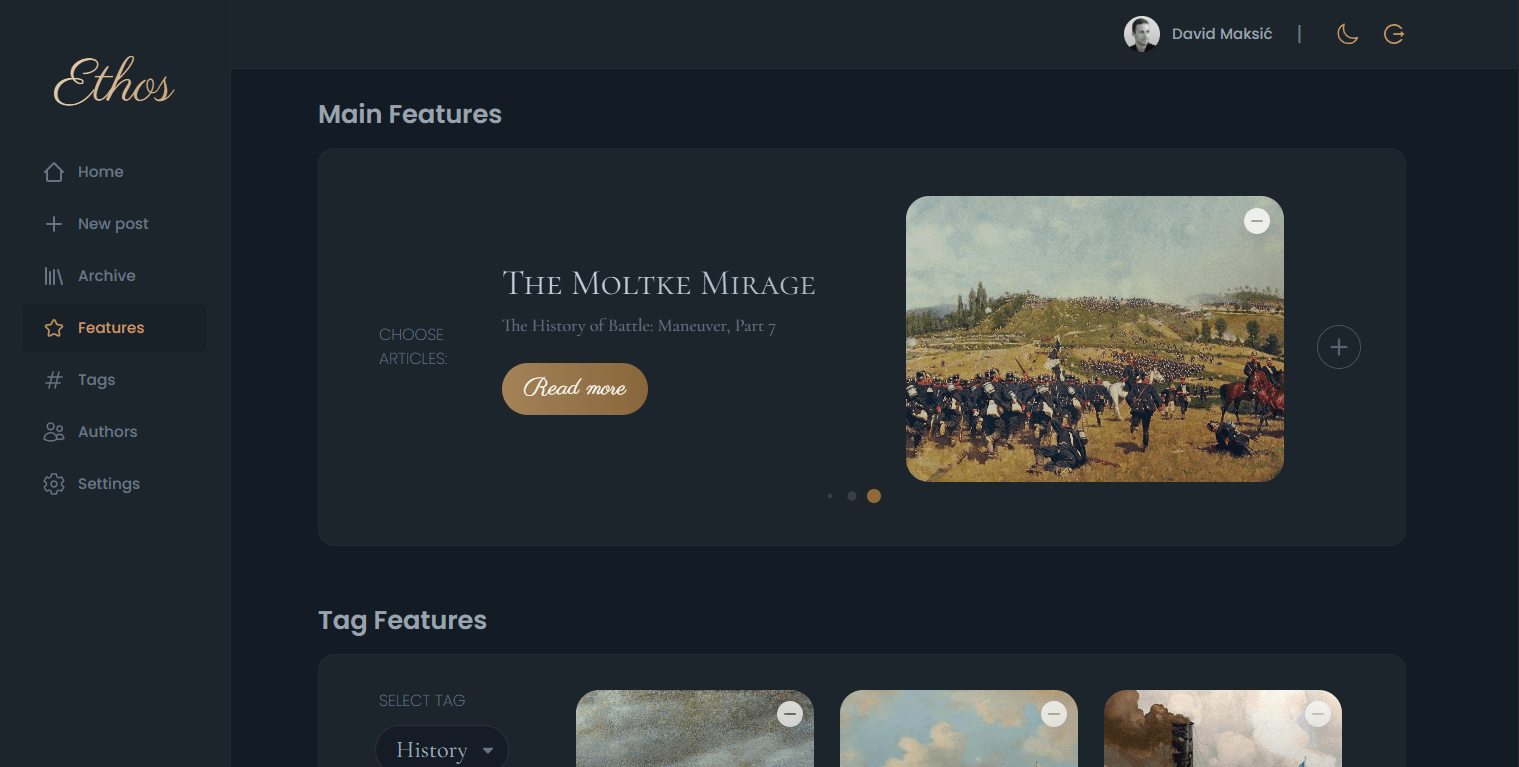 Ethos
David Maksić
Home
New post
Archive
Features
Tags
Authors
Settings
Main Features
CHOOSE
ARTICLES:
The Moltke Mirage
The History of Battle: Maneuver, Part 7
Read more
Tag Features
SELECT TAG
History